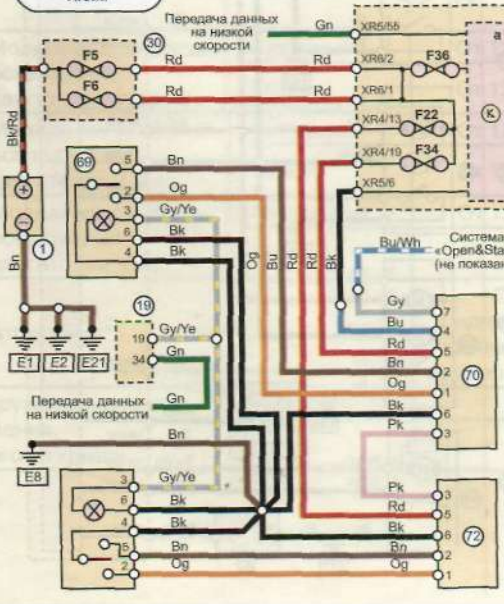 Передача данных
на низкой
скорости
Gn
XR5/55
a
30
F5
Rd
Rd
XR6/2
F36
F6
Rd
Rd
XR6/1
K
Bk/Rd
XR4/13
F22
69
5
Bn
XR4/19
F34
2
Og
XR5/6
3
Gy/Ye
6
Bk
4
Bk
1
Bn
Og
Bu
Rd
Rd
Bk
Bu/Wh
Система
«Open&Sta
(не показан
E1
E2
E21
19
19
Gy/Ye
34
Gn
Gy
7
Bu
4
Rd
5
Bn
2
70
Og
1
Bk
6
Pk
3
Gn
Передача данных
на низкой скорости
Bn
E8
3
Gy/Ye
6
Bk
4
Bk
5
Bn
2
Og
Pk
3
Rd
5
Bk
6
72
Bn
2
Og
1